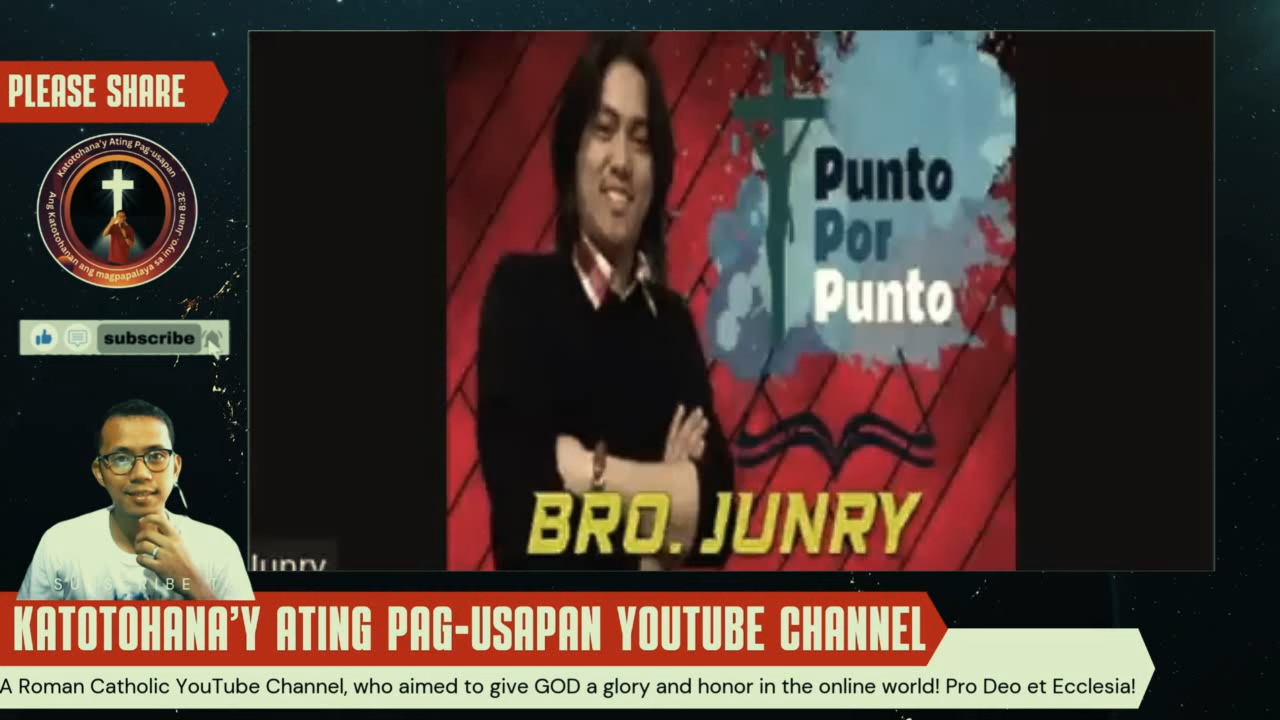 PLEASE SHARE
Katotohana'y Ating Pag-usapan
Ang Katotohanan ang magpapalaya sa inyo. Juan 8:32
subscribe
Punto
Por
Punto
BRO. JUNRY
Junry
SUBSCRIBE T
KATOTOHANA'Y ATING PAG-USAPAN YOUTUBE CHANNEL
A Roman Catholic YouTube Channel, who aimed to give GOD a glory and honor in the online world! Pro Deo et Ecclesia!